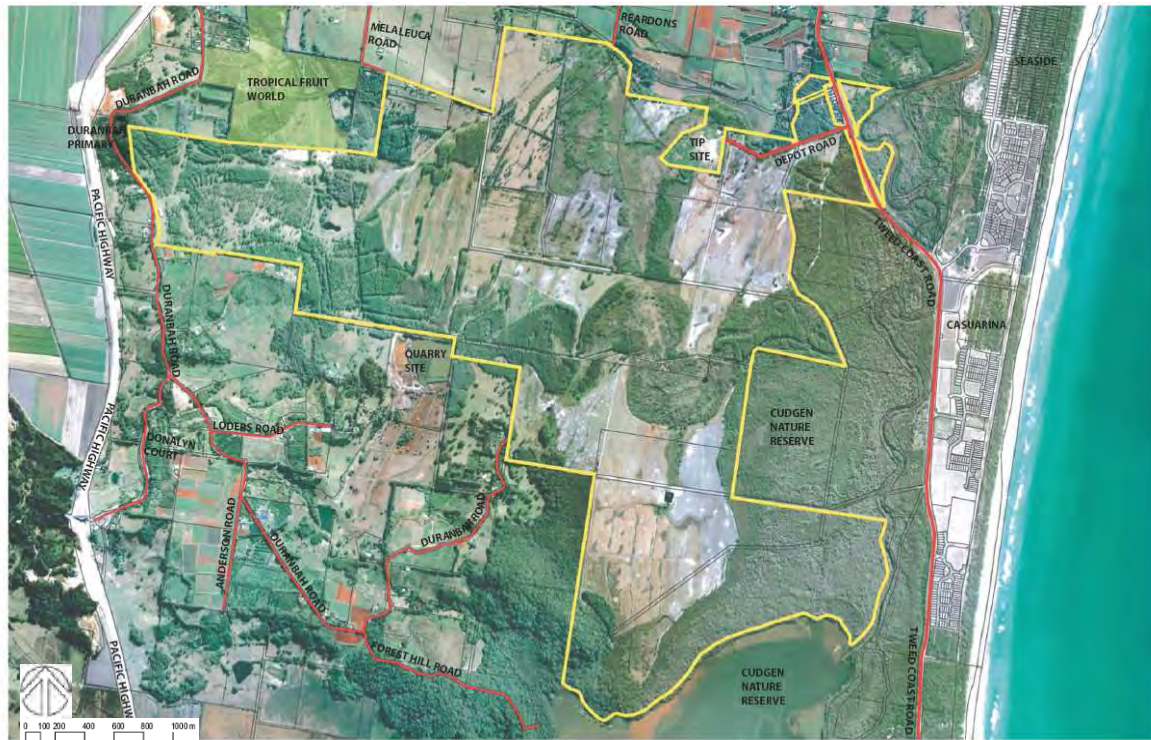 MELALEUCA
ROAD
REARDONS
ROAD
SEASIDE
DURANBAH ROAD
TROPICAL FRUIT
WORLD
DURANBAH
PRIMARY
TIP
SITE
DEPOT ROAD
PACIFIC HIGHWAY
TWEED COAST ROAD
DURANBAH ROAD
CASUARINA
QUARRY
SITE
PACIFIC HIGHWAY
LODERS ROAD
DONALYN
COURT
CUDGEN
NATURE
RESERVE
ANDERSON ROAD
DURANBAH ROAD
DURANBAH ROAD
FOREST HILL ROAD
CUDGEN
NATURE
RESERVE
TWEED COAST ROAD
PACIFIC HIGHW
0 100 200 400 600 800 1000 m